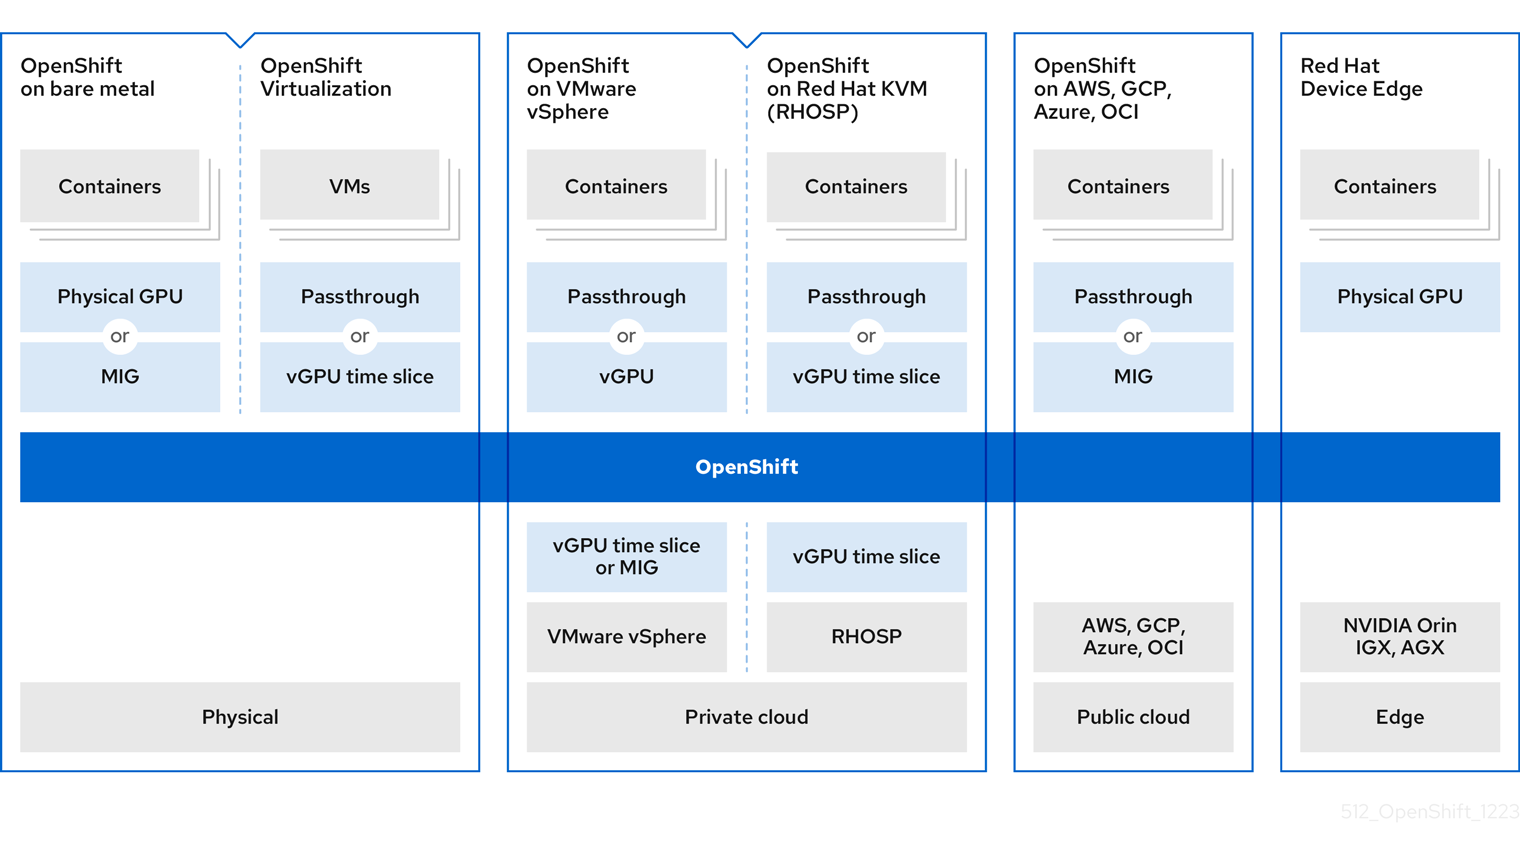 OpenShift
on bare metal
OpenShift
Virtualization
OpenShift
on VMware
vSphere
OpenShift
on Red Hat KVM
(RHOSP)
OpenShift
on AWS, GCP,
Azure, OCI
Red Hat
Device Edge
Containers
VMs
Containers
Containers
Containers
Containers
Physical GPU
Passthrough
Passthrough
Passthrough
Passthrough
Physical GPU
or
or
or
or
or
MIG
vGPU time slice
vGPU
vGPU time slice
MIG
OpenShift
vGPU time slice
or MIG
vGPU time slice
VMware vSphere
RHOSP
AWS, GCP,
Azure, OCI
NVIDIA Orin
IGX, AGX
Physical
Private cloud
Public cloud
Edge
512_OpenShift_1223